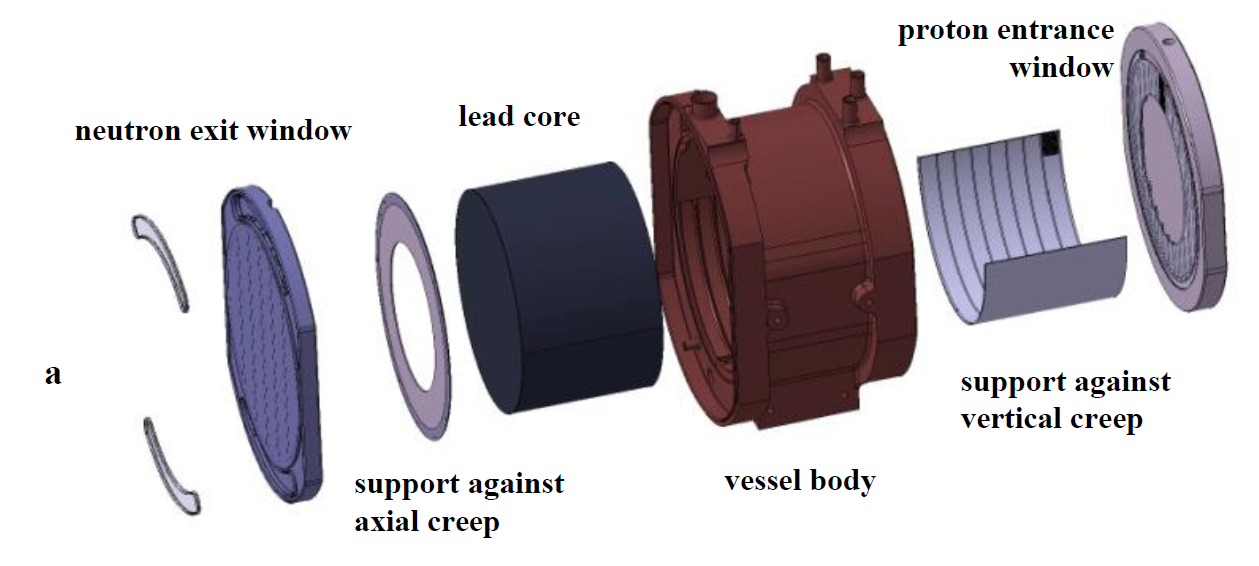 proton entrance
window
lead core
neutron exit window
a
support against
vertical creep
support against
axial creep
vessel body